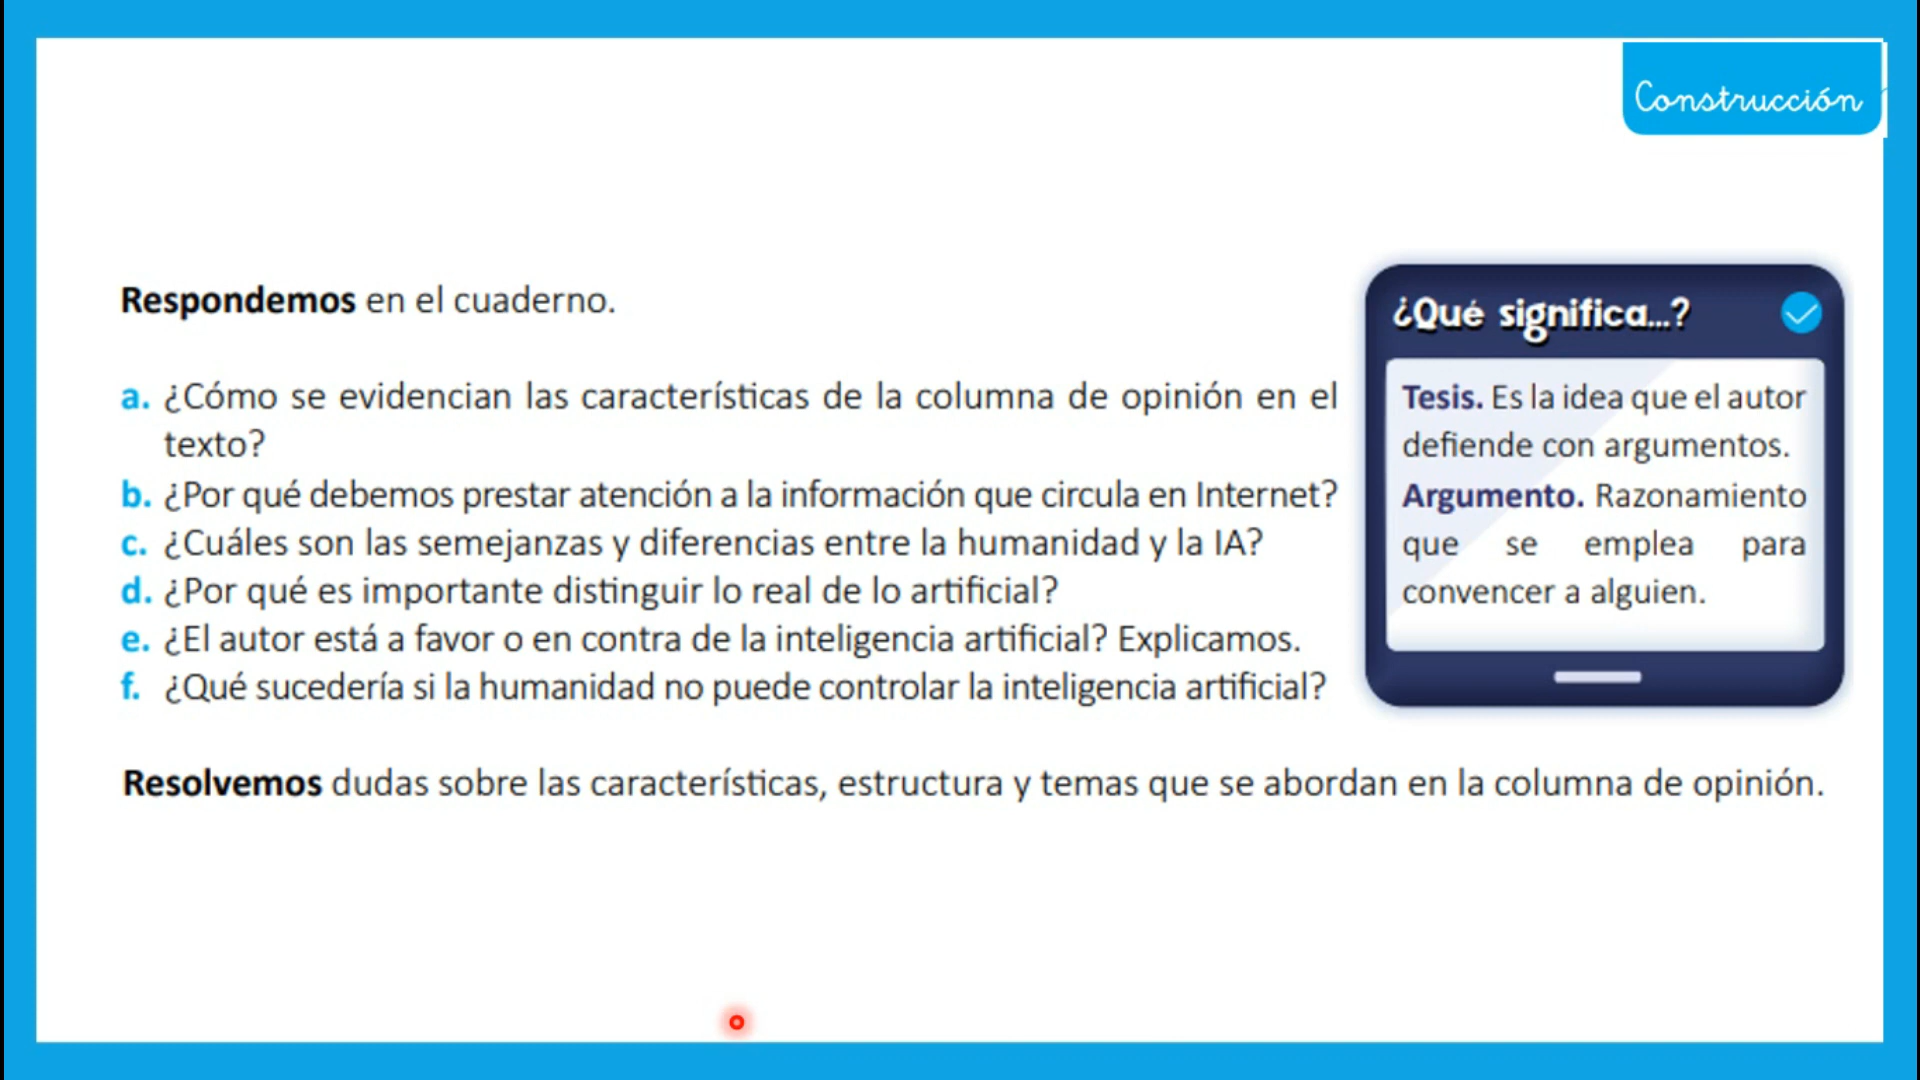 Construcción
Respondemos en el cuaderno.
a. ¿Cómo se evidencian las características de la columna de opinión en el
texto?
b. ¿Por qué debemos prestar atención a la información que circula en Internet?
c. ¿Cuáles son las semejanzas y diferencias entre la humanidad y la IA?
d. ¿Por qué es importante distinguir lo real de lo artificial?
e. ¿El autor está a favor o en contra de la inteligencia artificial? Explicamos.
f. ¿Qué sucedería si la humanidad no puede controlar la inteligencia artificial?
¿Qué significa...?
Tesis. Es la idea que el autor
defiende con argumentos.
Argumento. Razonamiento
que se emplea para
convencer a alguien.
Resolvemos dudas sobre las características, estructura y temas que se abordan en la columna de opinión.